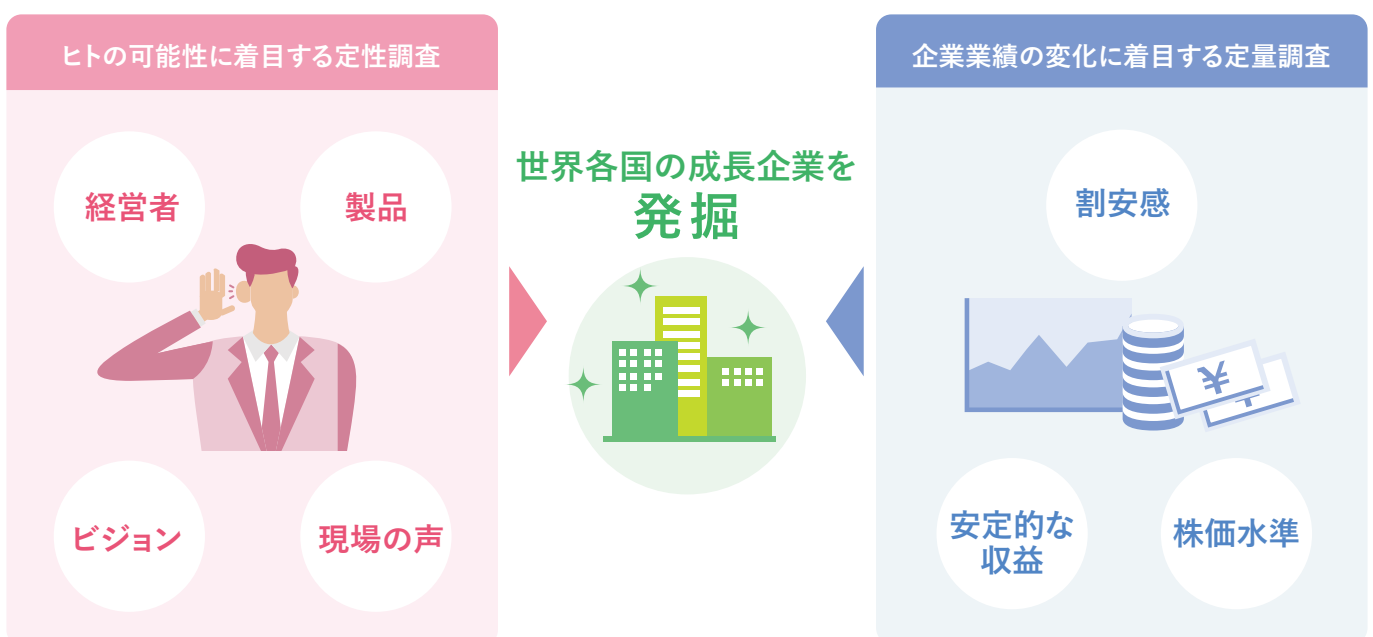 ヒトの可能性に着目する定性調査
経営者
製品
ビジョン
現場の声
世界各国の成長企業を
発掘
企業業績の変化に着目する定量調査
割安感
¥
¥
安定的な
収益
株価水準